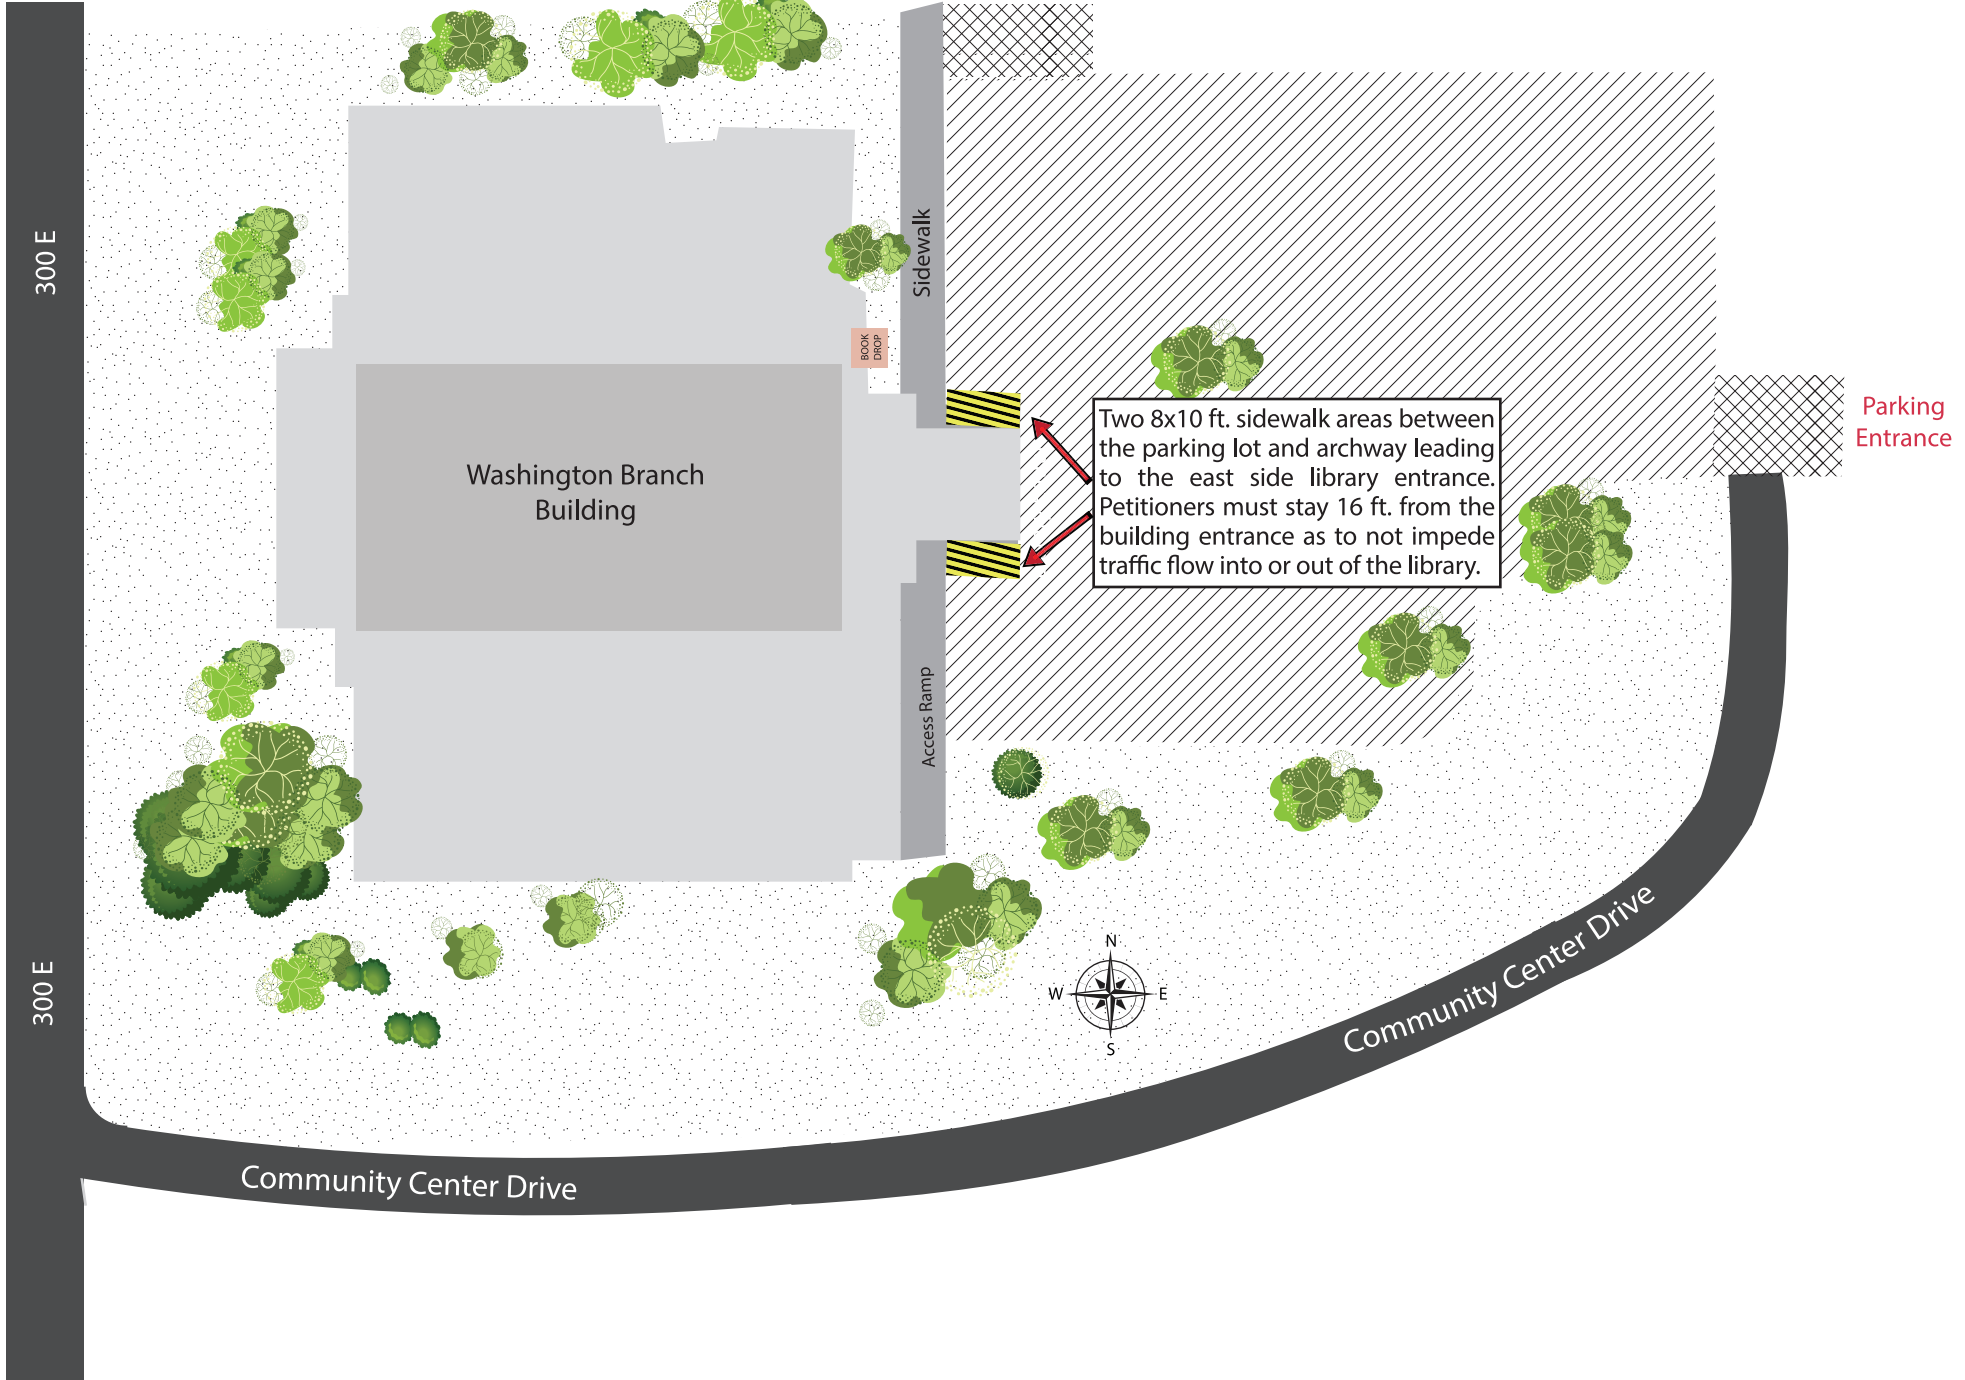 300 E
Sidewalk
BOOK
DROP
Two 8x10 ft. sidewalk areas between
the parking lot and archway leading
to the east side library entrance.
Petitioners must stay 16 ft. from the
building entrance as to not impede
traffic flow into or out of the library.
Parking
Entrance
Washington Branch
Building
Access Ramp
300 E
N
W
E
S
Community Center Drive
Community Center Drive